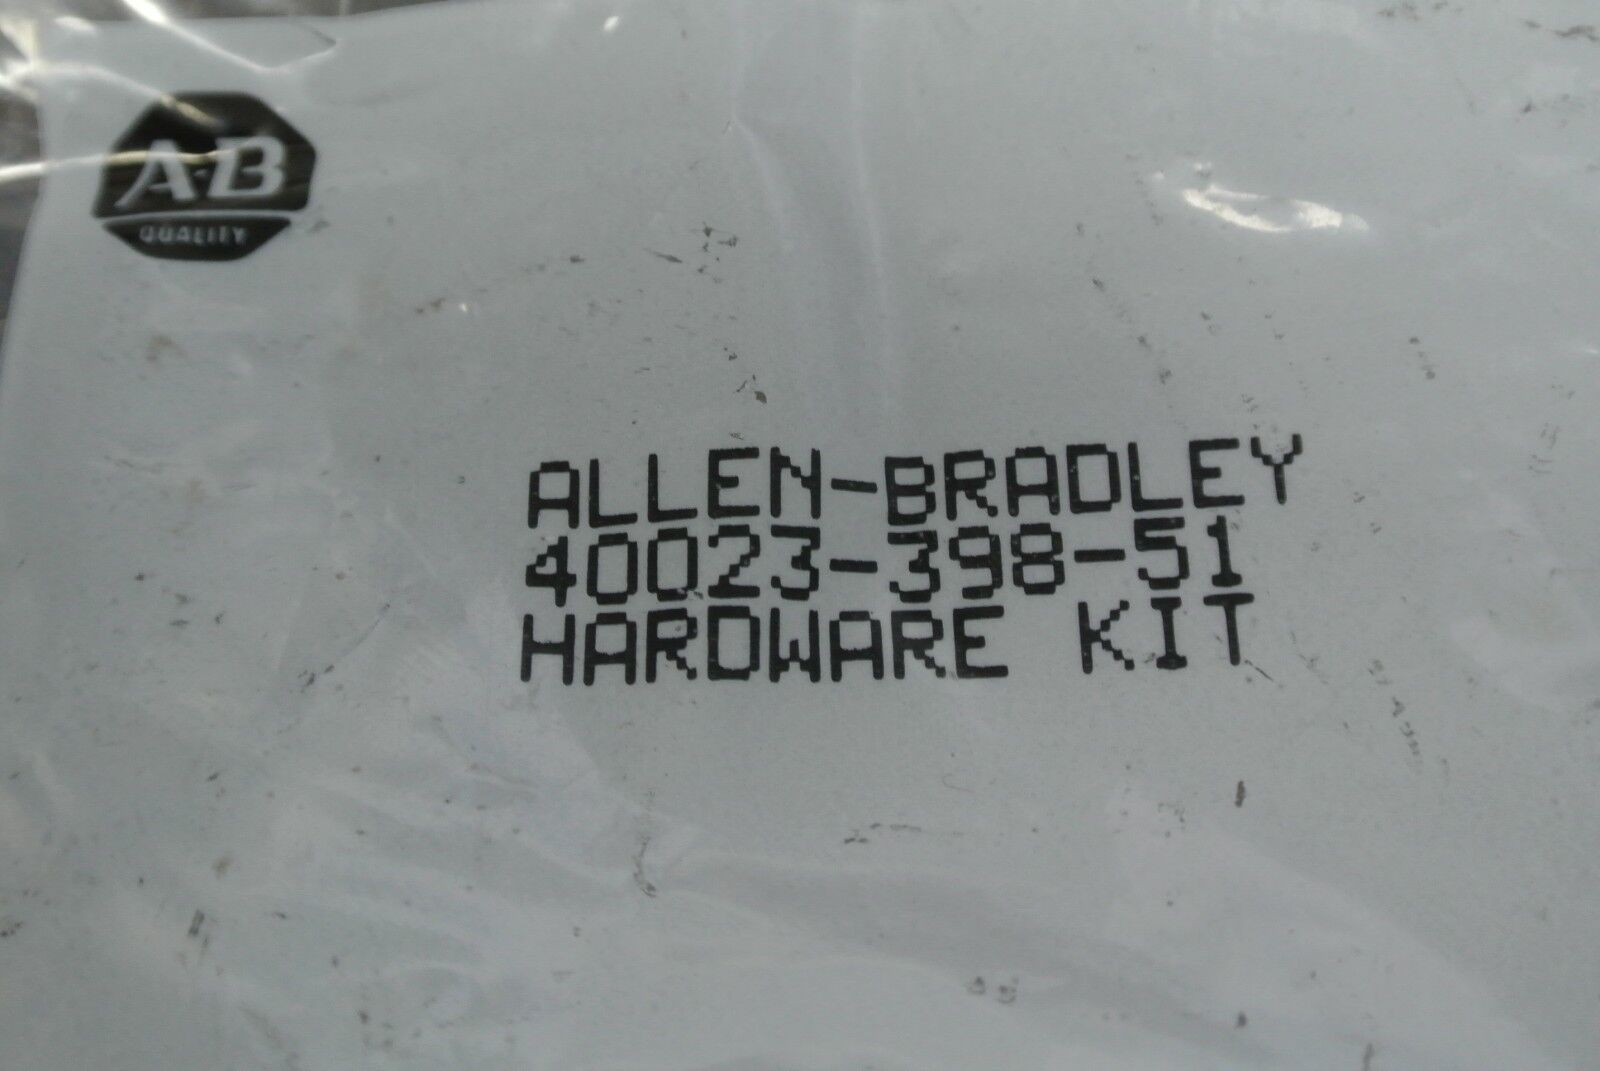 A-B
QUALITY
ALLEN-BRADLEY
40023-398-51
HARDWARE KIT